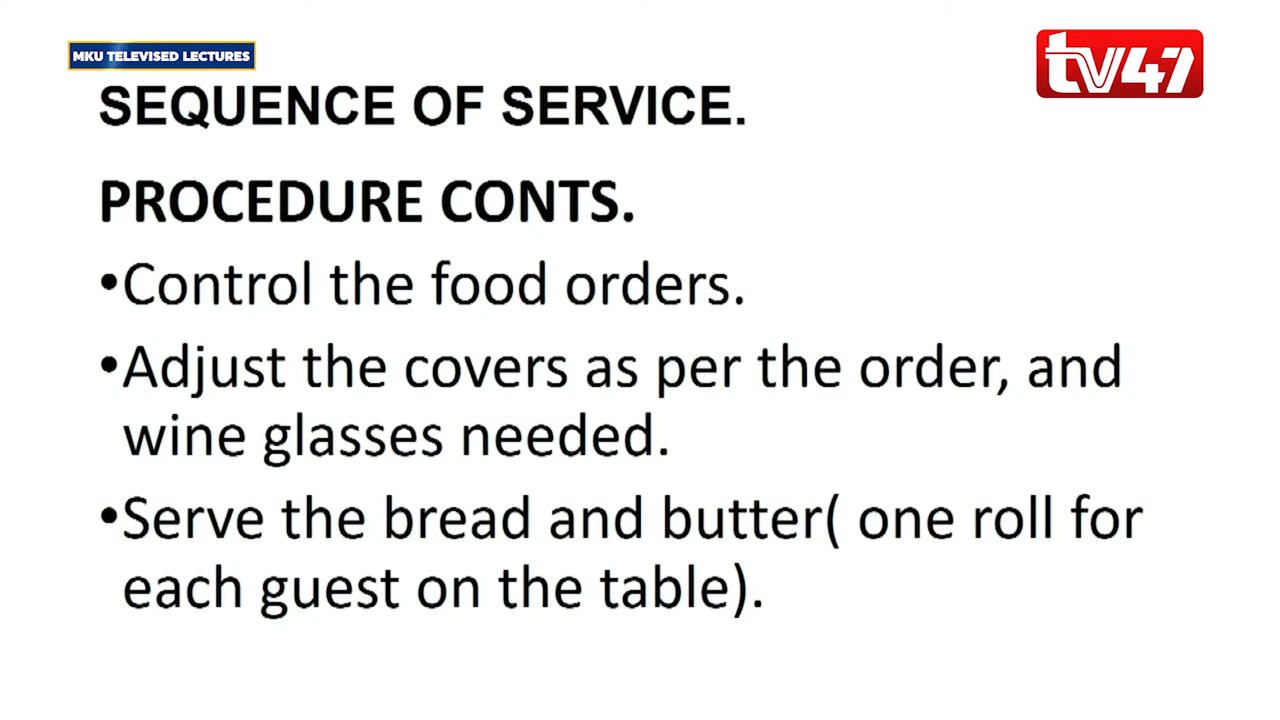 MKU TELEVISED LECTURES
tv47
SEQUENCE OF SERVICE.
PROCEDURE CONTS.
•Control the food orders.
•Adjust the covers as per the order, and
wine glasses needed.
•Serve the bread and butter( one roll for
each guest on the table).